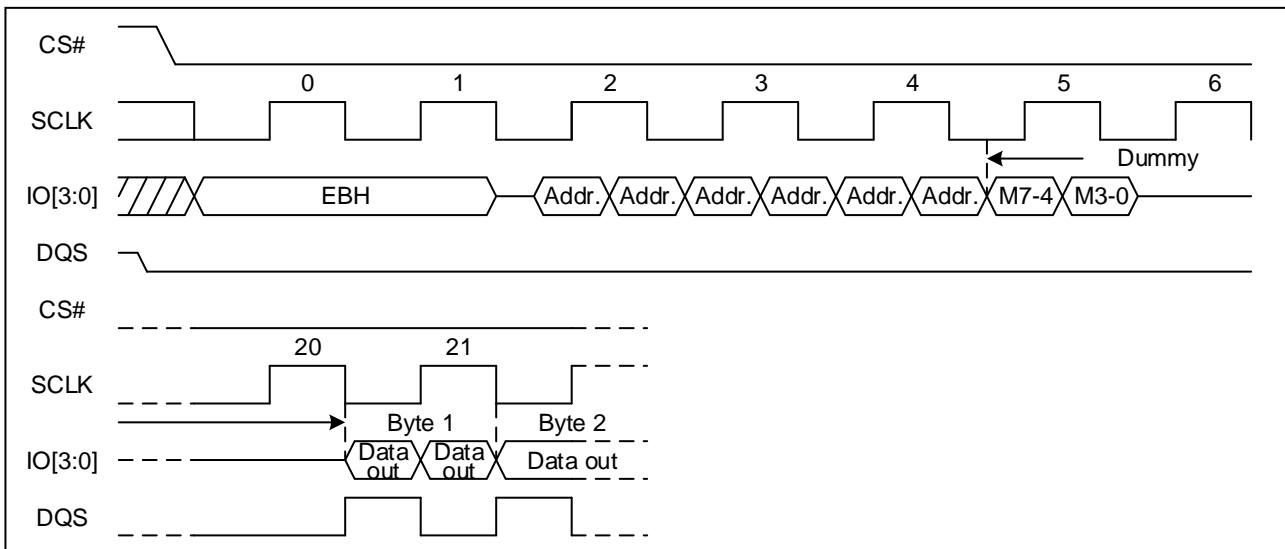 CS#
0 1 2 3 4 5 6
SCLK
Dummy
IO[3:0] EBH Addr. Addr. Addr. Addr. Addr. Addr. M7-4 M3-0
DQS
CS#
20 21
SCLK
Byte 1 Byte 2
IO[3:0] Data out Data out Data out
DQS